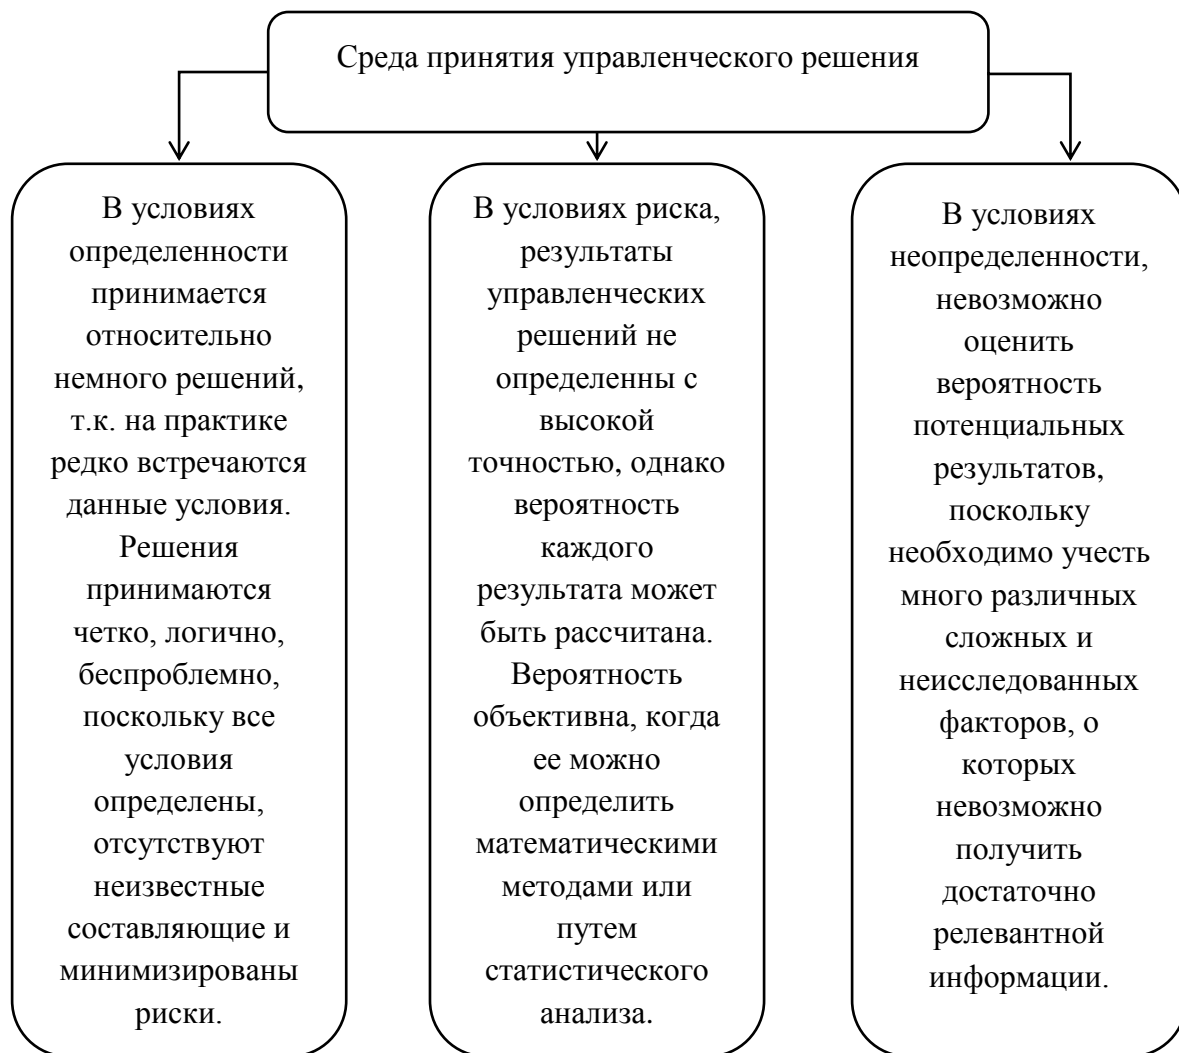 Среда принятия управленческого решения
В условиях
определенности
принимается
относительно
немного решений,
т.к. на практике
редко встречаются
данные условия.
Решения
принимаются
четко, логично,
беспроблемно,
поскольку все
условия
определены,
отсутствуют
неизвестные
составляющие и
минимизированы
риски.
В условиях риска,
результаты
управленческих
решений не
определенны с
высокой
точностью, однако
вероятность
каждого
результата может
быть рассчитана.
Вероятность
объективна, когда
ее можно
определить
математическими
методами или
путем
статистического
анализа.
В условиях
неопределенности,
невозможно
оценить
вероятность
потенциальных
результатов,
поскольку
необходимо учесть
много различных
сложных и
неисследованных
факторов, о
которых
невозможно
получить
достаточно
релевантной
информации.